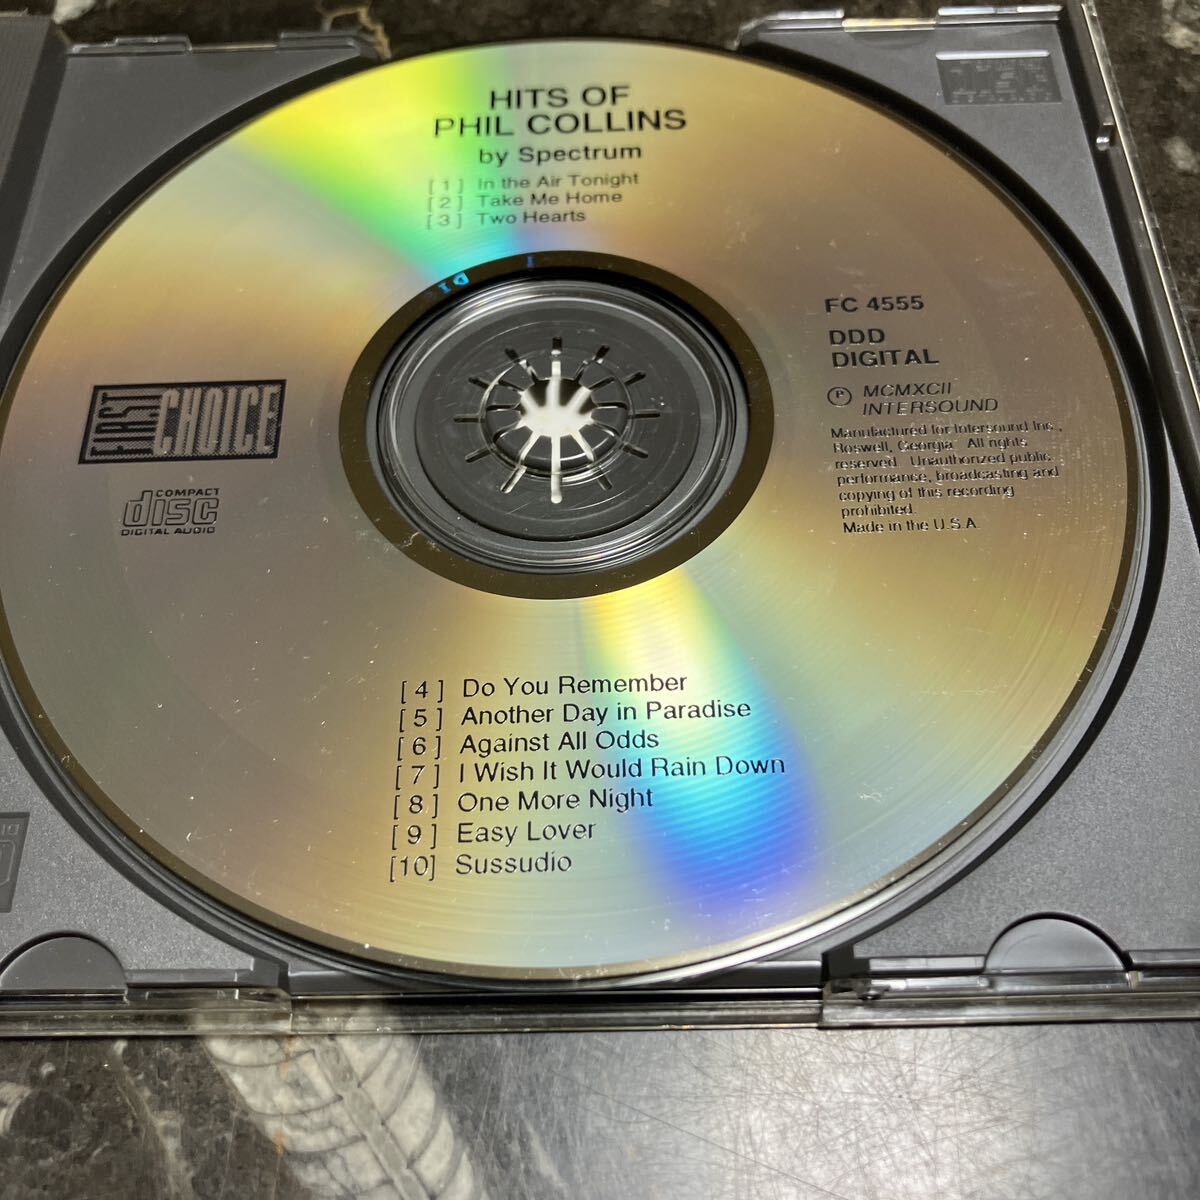 HITS OF
PHIL COLLINS
by Spectrum
[1] In the Air Tonight
[2] Take Me Home
[3] Two Hearts
FC 4555
DDD
DIGITAL
Ⓟ MCMXCII
INTERSOUND
Manufactured for Intersound Inc.,
Roswell, Georgia. All rights
reserved. Unauthorized public
performance, broadcasting and
copying of this recording
prohibited.
Made in the U.S.A.
FIRST
CHOICE
COMPACT
disc
DIGITAL AUDIO
[4] Do You Remember
[5] Another Day in Paradise
[6] Against All Odds
[7] I Wish It Would Rain Down
[8] One More Night
[9] Easy Lover
[10] Sussudio